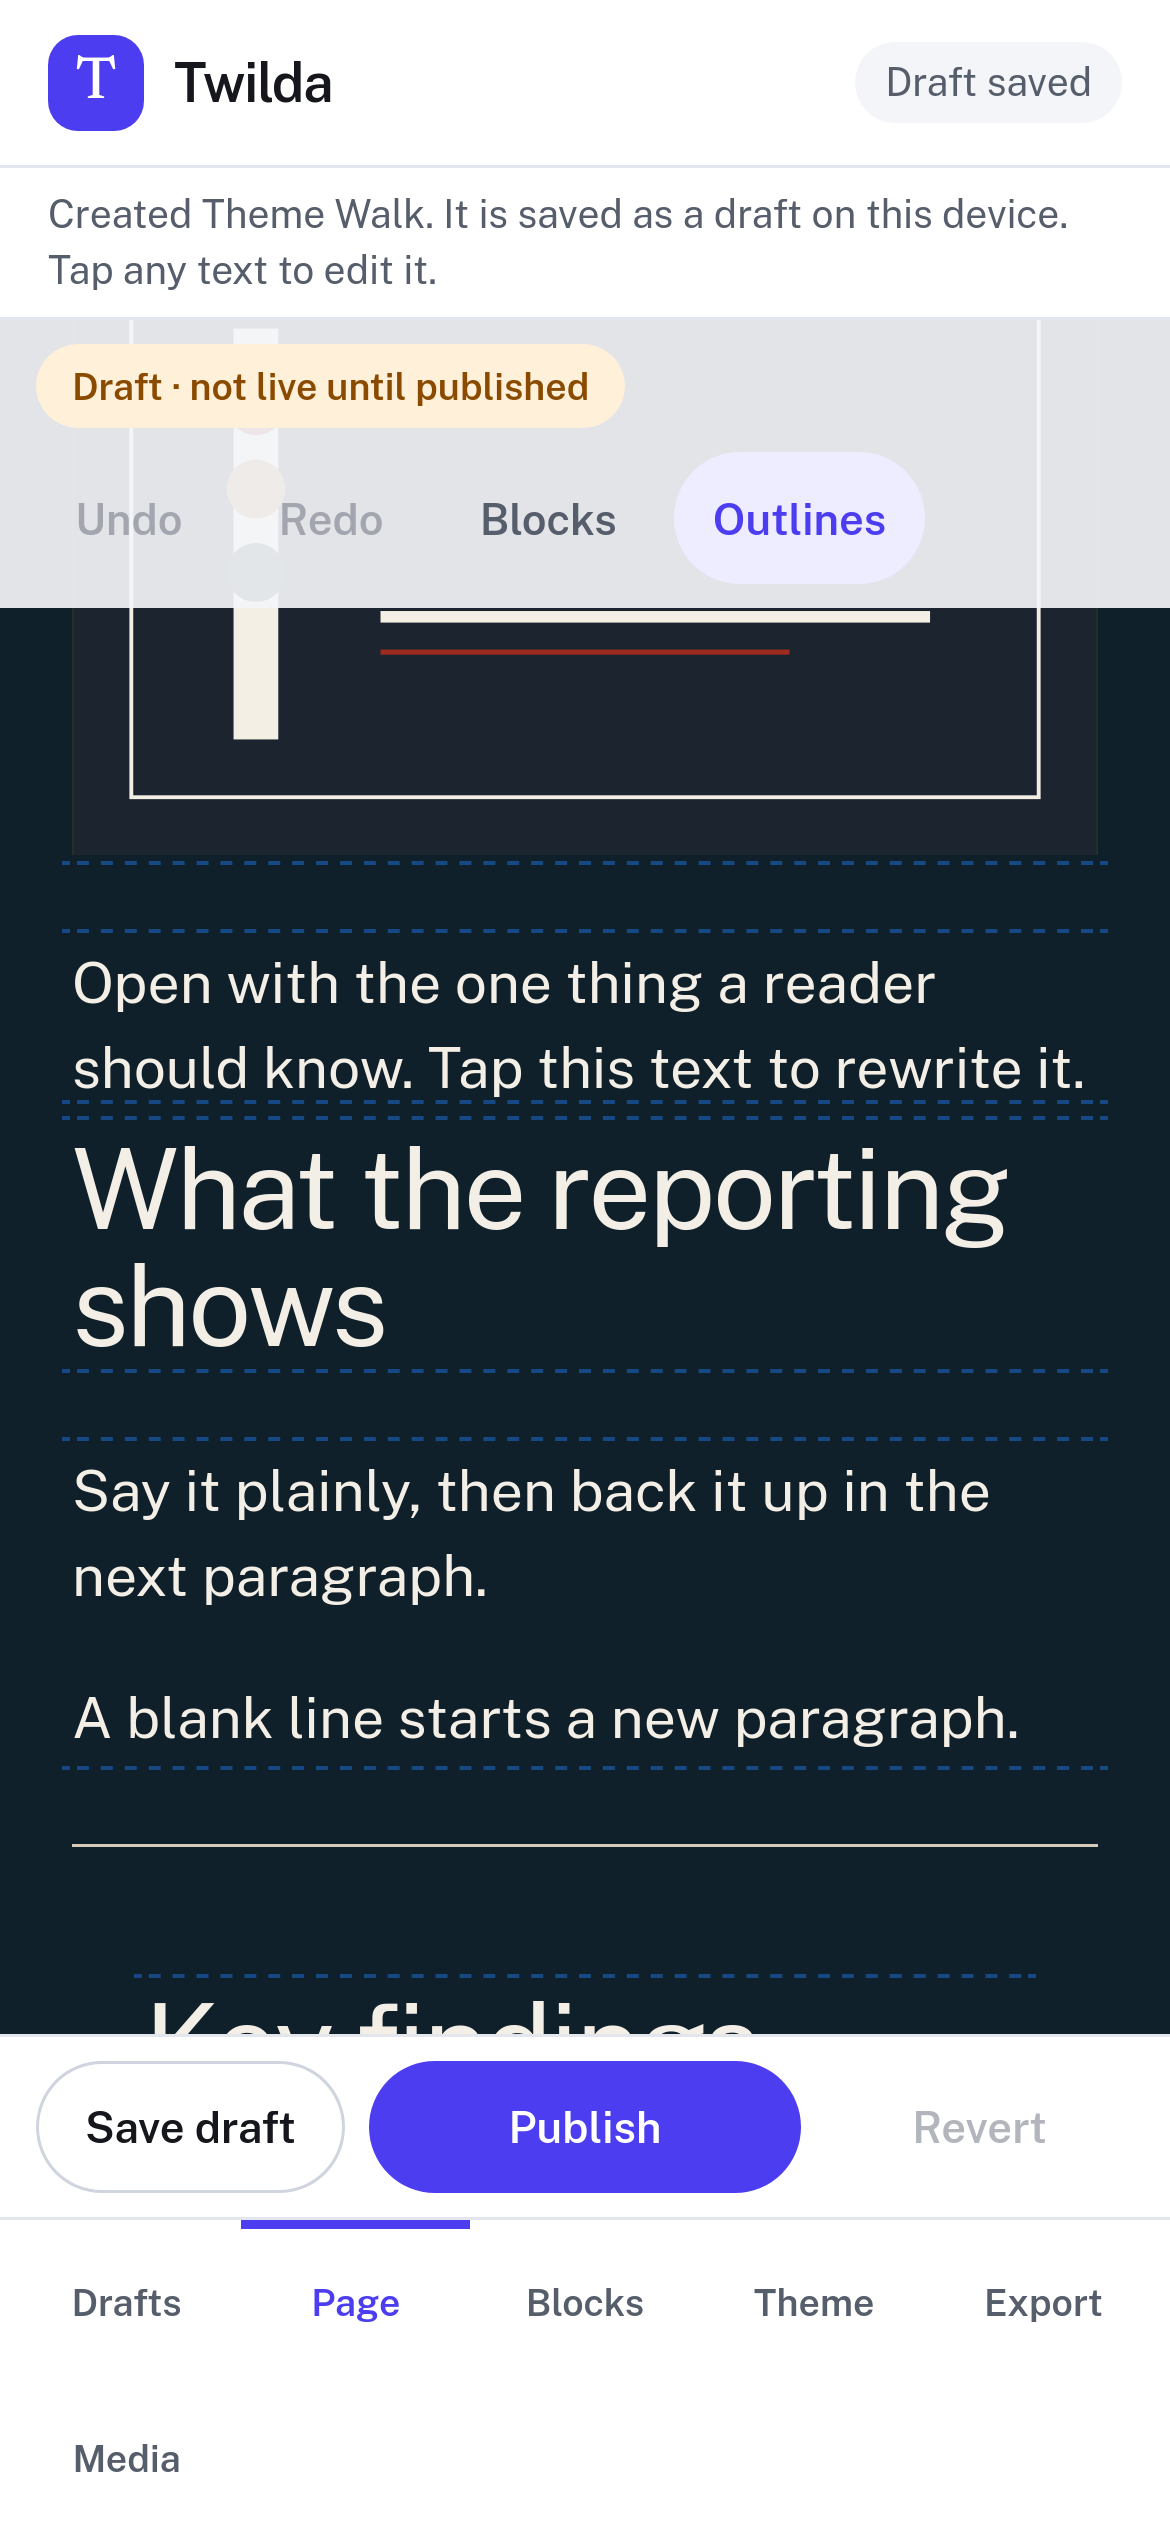 T
Twilda
Draft saved
Created Theme Walk. It is saved as a draft on this device.
Tap any text to edit it.
Draft · not live until published
Undo
Redo
Blocks
Outlines
Open with the one thing a reader
should know. Tap this text to rewrite it.
What the reporting
shows
Say it plainly, then back it up in the
next paragraph.
A blank line starts a new paragraph.
Key findings
Save draft
Publish
Revert
Drafts
Page
Blocks
Theme
Export
Media